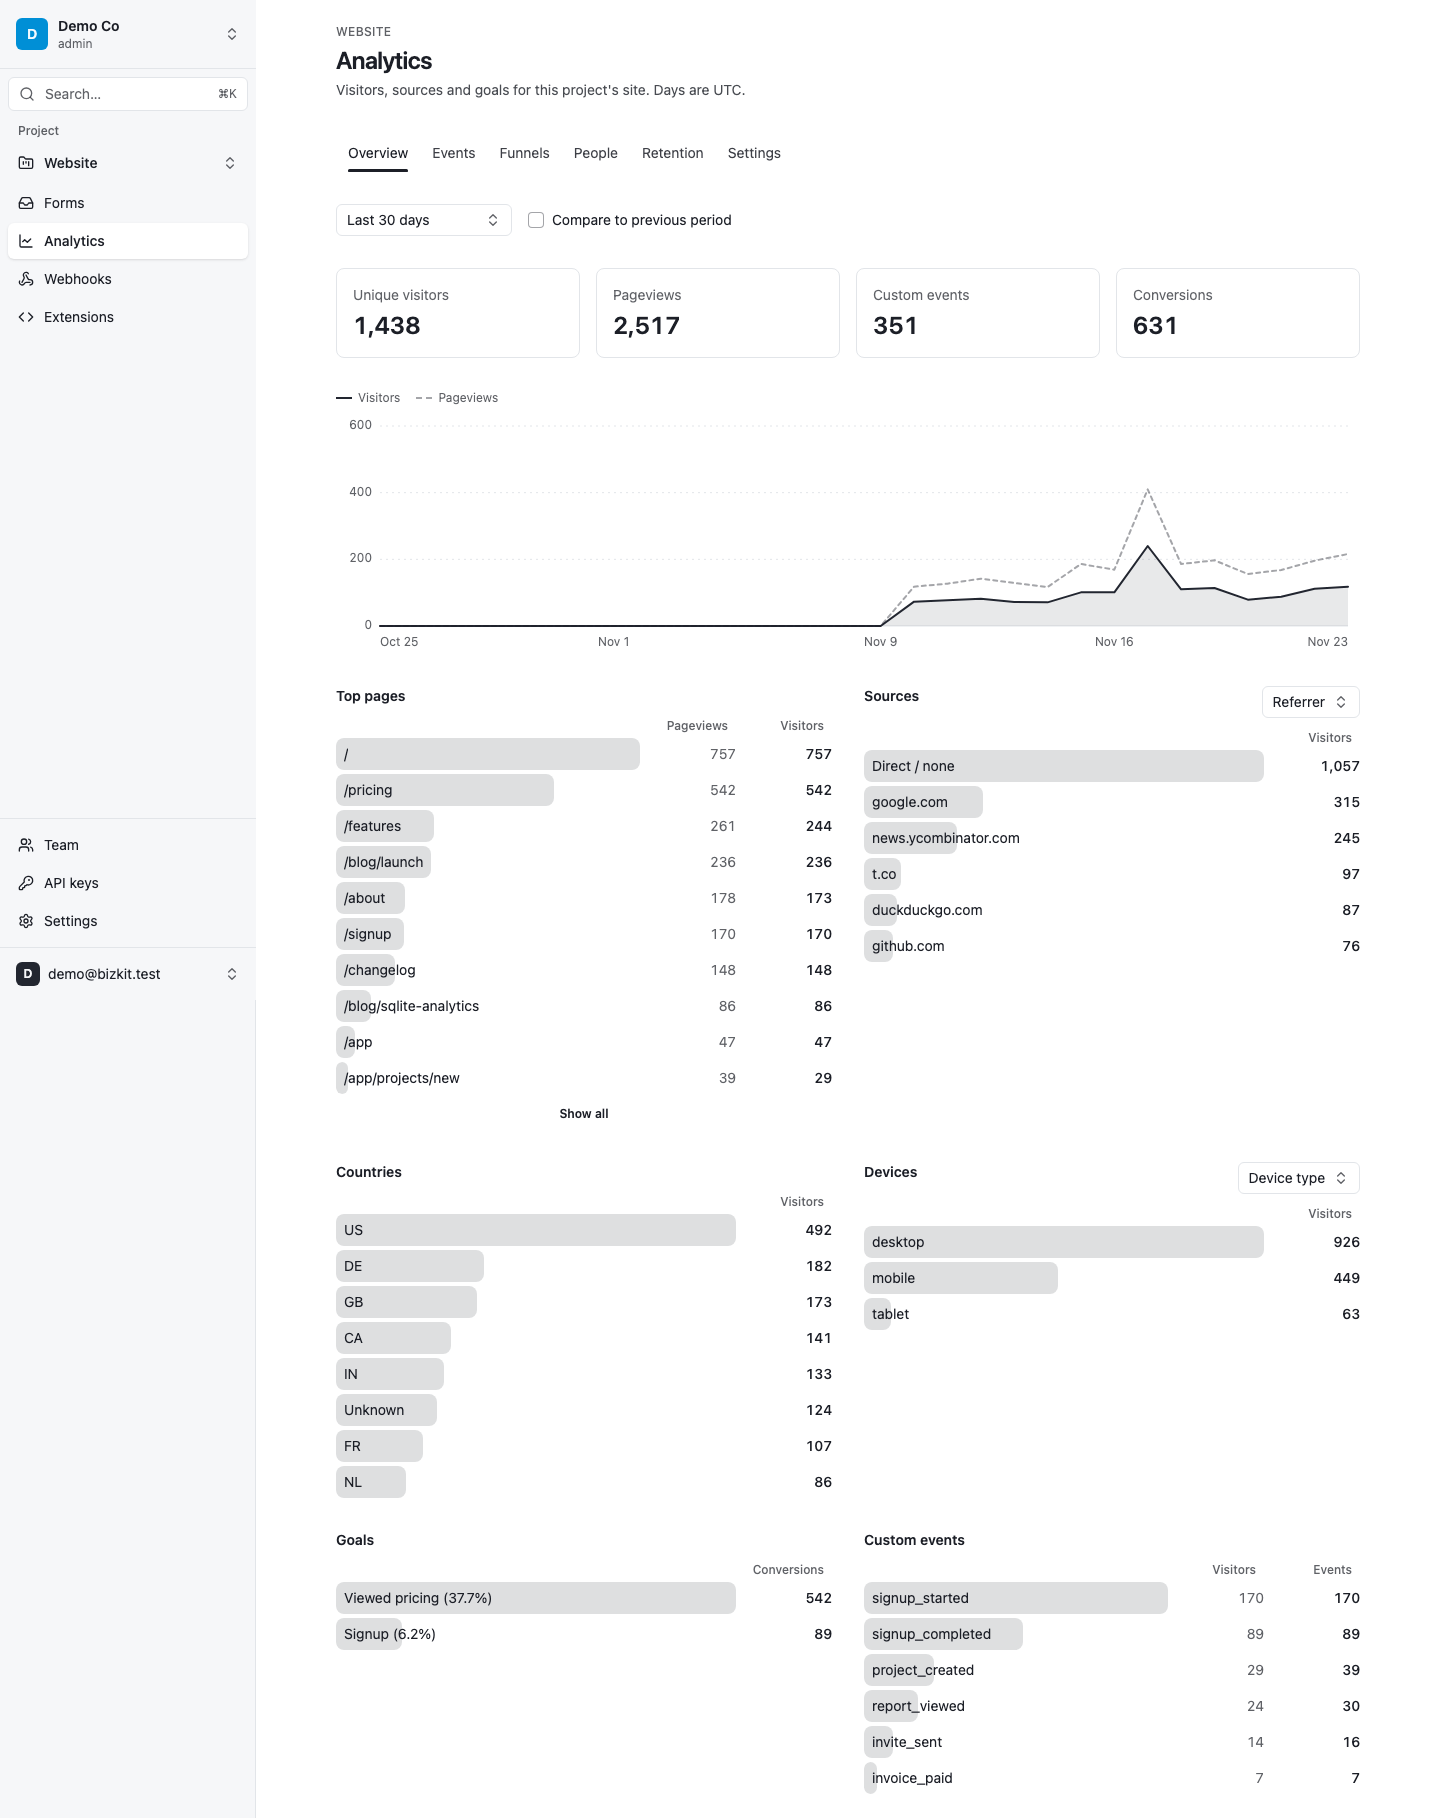 D
Demo Co
admin
Search...
⌘K
Project
Website
Forms
Analytics
Webhooks
Extensions
Team
API keys
Settings
D
demo@bizkit.test
WEBSITE
Analytics
Visitors, sources and goals for this project's site. Days are UTC.
Overview Events Funnels People Retention Settings
Last 30 days
Compare to previous period
Unique visitors
1,438
Pageviews
2,517
Custom events
351
Conversions
631
Visitors Pageviews
600
400
200
0
Oct 25 Nov 1 Nov 9 Nov 16 Nov 23
Top pages
Pageviews Visitors
/ 757 757
/pricing 542 542
/features 261 244
/blog/launch 236 236
/about 178 173
/signup 170 170
/changelog 148 148
/blog/sqlite-analytics 86 86
/app 47 47
/app/projects/new 39 29
Show all
Sources
Referrer
Visitors
Direct / none 1,057
google.com 315
news.ycombinator.com 245
t.co 97
duckduckgo.com 87
github.com 76
Countries
Visitors
US 492
DE 182
GB 173
CA 141
IN 133
Unknown 124
FR 107
NL 86
Devices
Device type
Visitors
desktop 926
mobile 449
tablet 63
Goals
Conversions
Viewed pricing (37.7%) 542
Signup (6.2%) 89
Custom events
Visitors Events
signup_started 170 170
signup_completed 89 89
project_created 29 39
report_viewed 24 30
invite_sent 14 16
invoice_paid 7 7